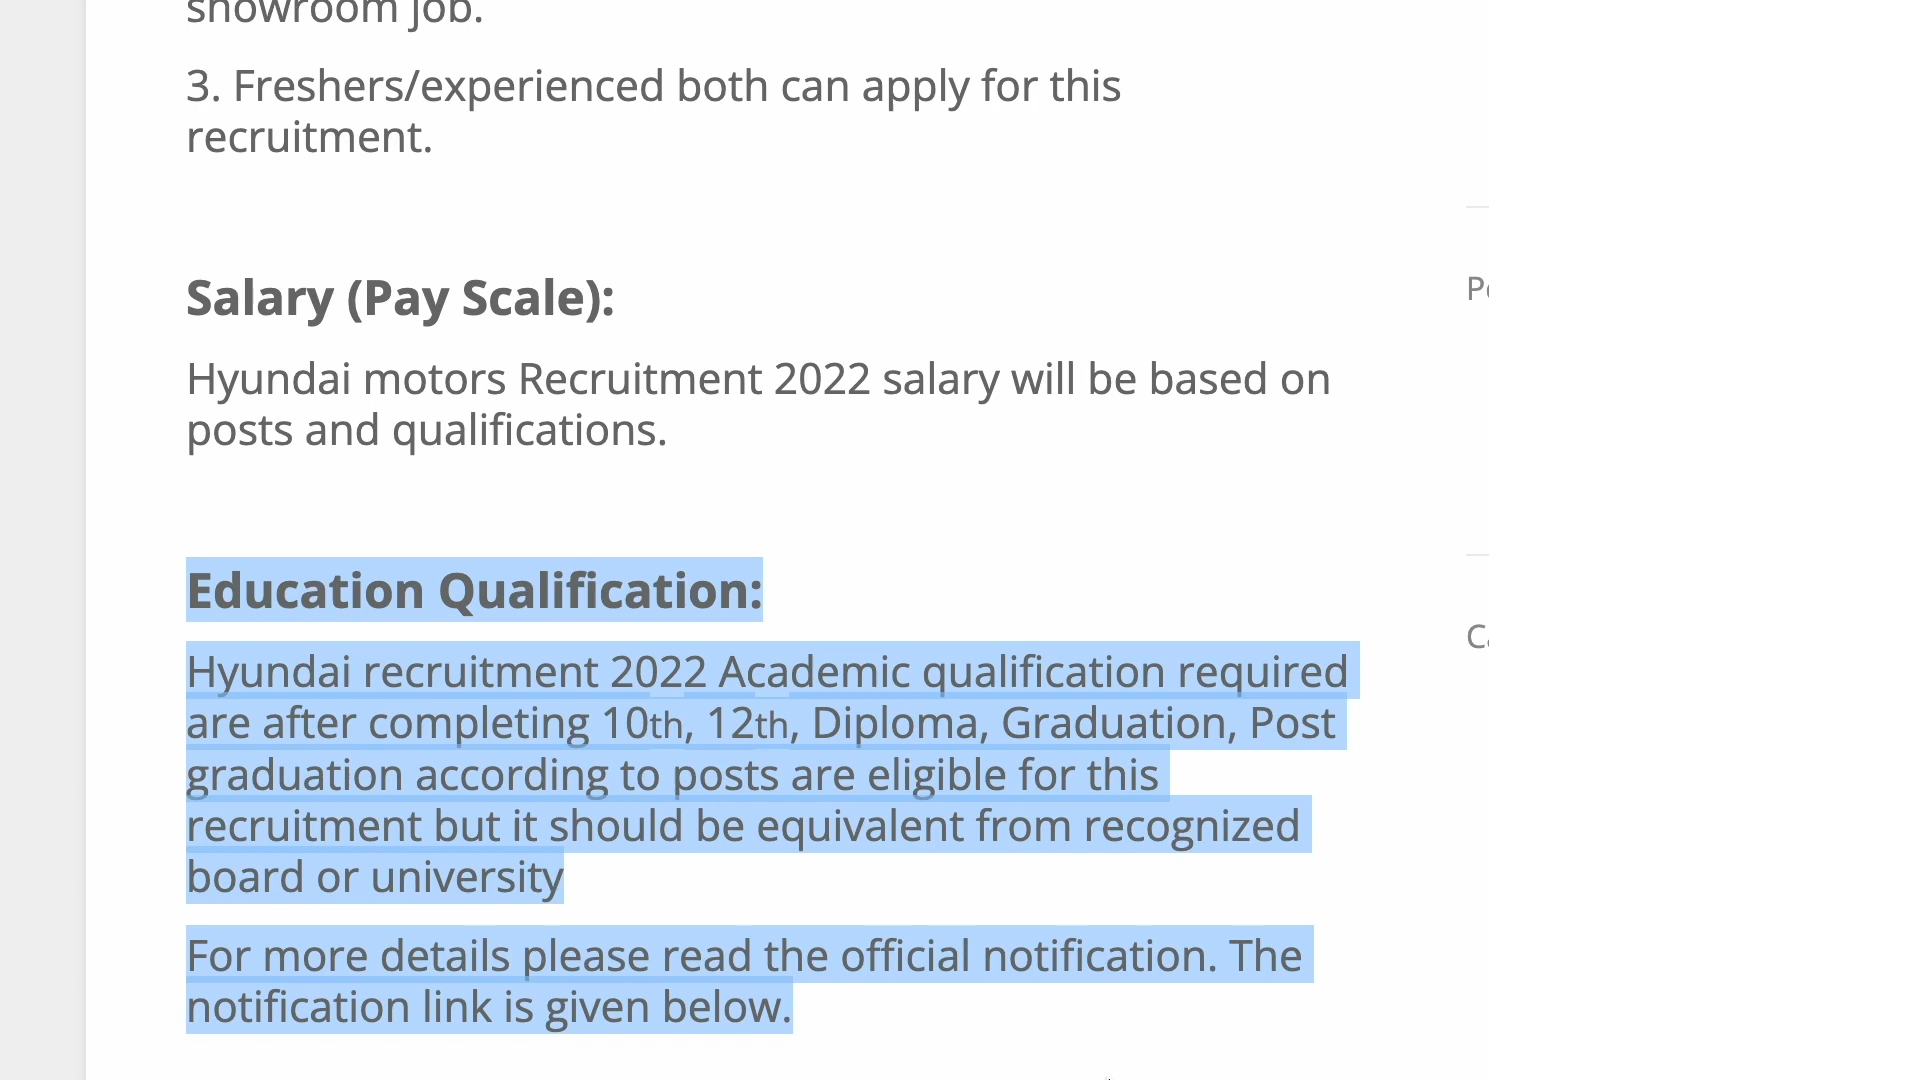 showroom job.
3. Freshers/experienced both can apply for this
recruitment.
Salary (Pay Scale):
Hyundai motors Recruitment 2022 salary will be based on
posts and qualifications.
Education Qualification:
Hyundai recruitment 2022 Academic qualification required
are after completing 10th, 12th, Diploma, Graduation, Post
graduation according to posts are eligible for this
recruitment but it should be equivalent from recognized
board or university
For more details please read the official notification. The
notification link is given below.